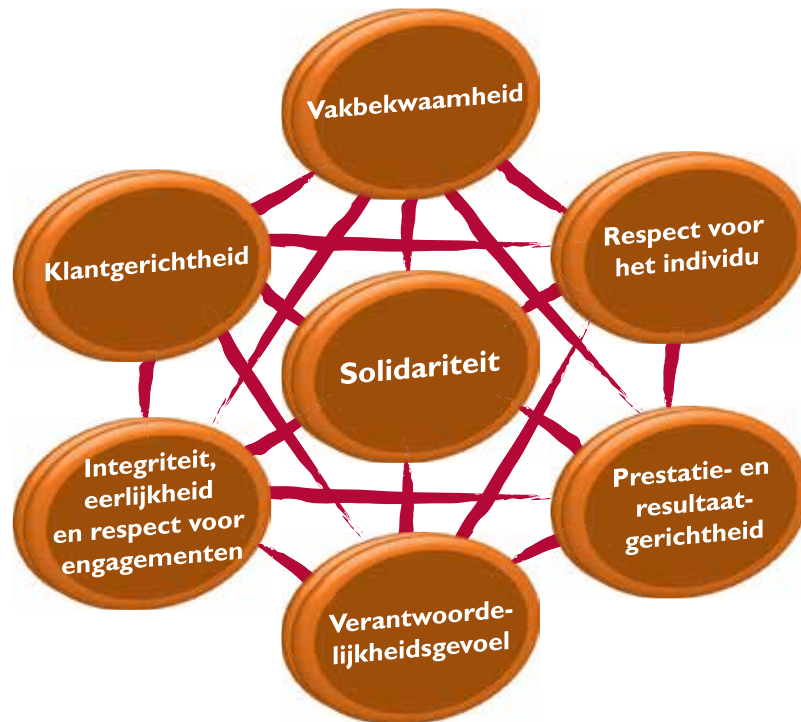 Vakbekwaamheid
Klantgerichtheid
Respect voor
het individu
Solidariteit
Integriteit,
eerlijkheid
en respect voor
engagementen
Prestatie- en
resultaat-
gerichtheid
Verantwoorde-
lijkheidsgevoel